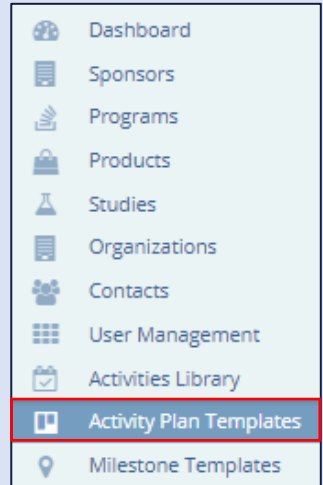 Dashboard
Sponsors
Programs
Products
Studies
Organizations
Contacts
User Management
Activities Library
Activity Plan Templates
Milestone Templates